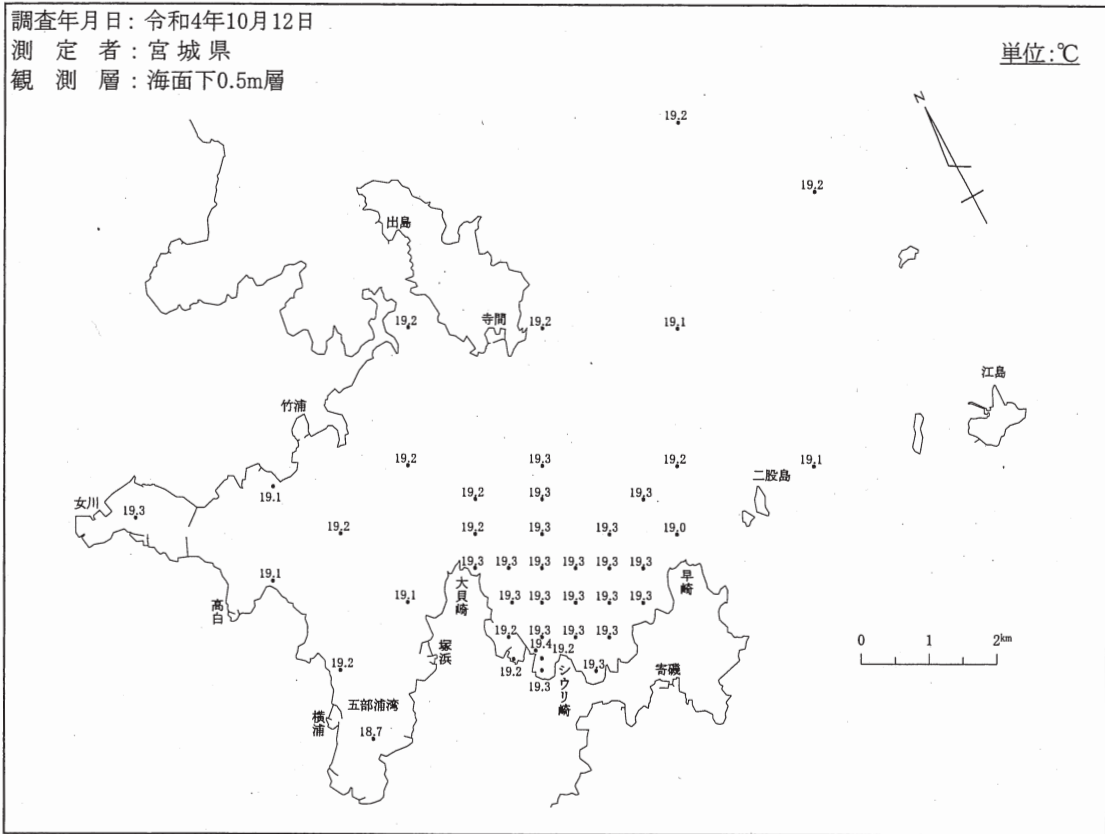 調査年月日：令和4年10月12日
測定者：宮城県
観測層：海面下0.5m層
単位：℃
N
19.2
19.2
出島
19.2
寺間
19.2
19.1
江島
竹浦
19.2
19.3
19.2
19.1
二股島
女川
19.3
19.1
19.2
19.3
19.3
19.2
19.2
19.3
19.3
19.0
19.3
19.3
19.3
19.3
19.3
19.3
19.1
高白
19.1
大貝崎
19.3
19.3
19.3
19.3
19.3
早崎
19.2
19.3
19.3
19.3
塚浜
19.4
19.2
19.2
19.2
19.3
シウリ崎
19.3
寄磯
0 1 2km
五部浦湾
横浦
18.7